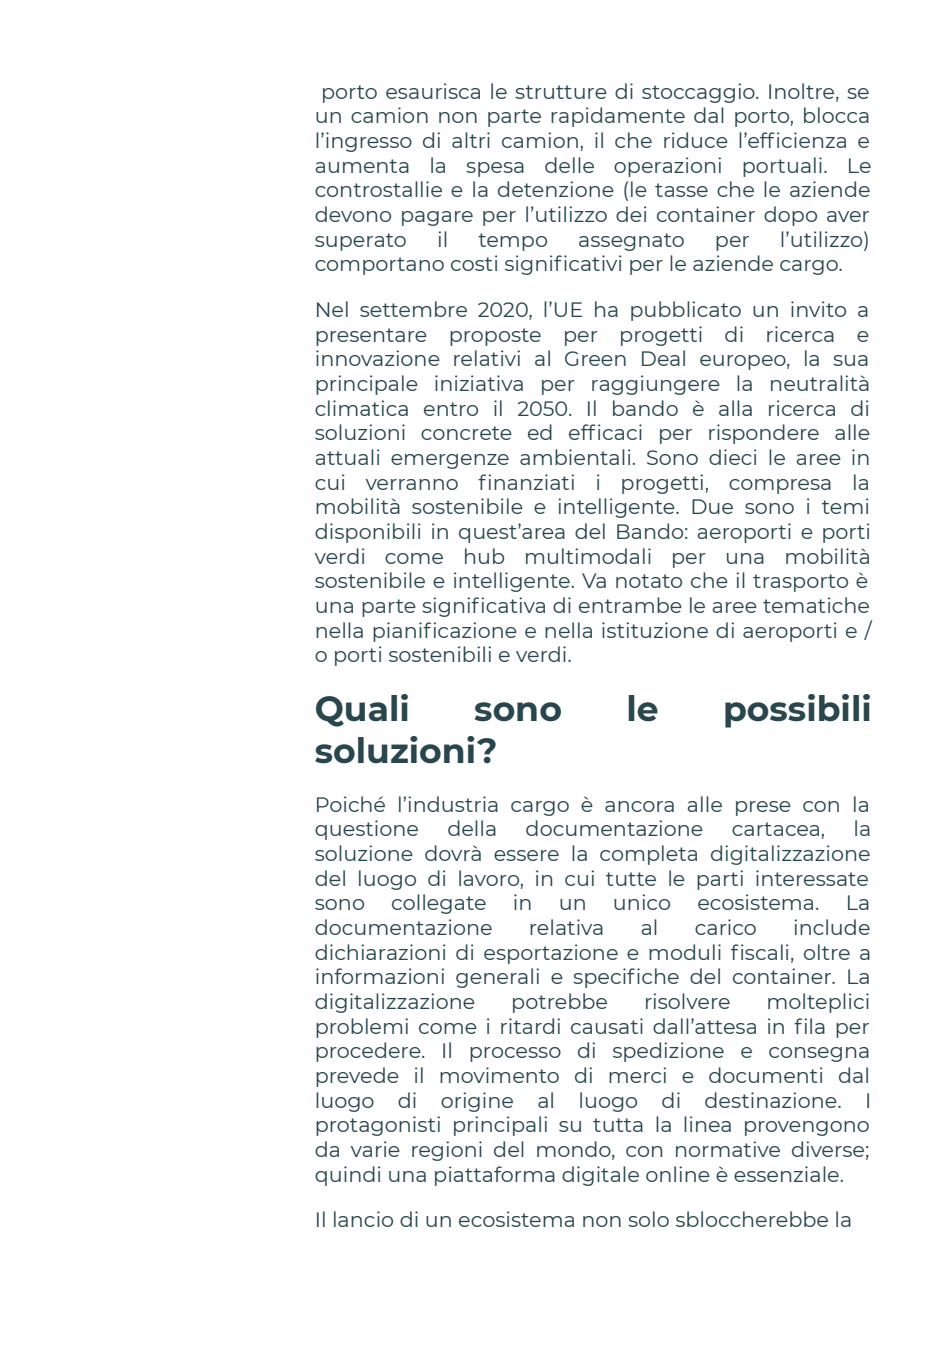 porto esaurisca le strutture di stoccaggio. Inoltre, se
un camion non parte rapidamente dal porto, blocca
l’ingresso di altri camion, il che riduce l’efficienza e
aumenta la spesa delle operazioni portuali. Le
controstallie e la detenzione (le tasse che le aziende
devono pagare per l’utilizzo dei container dopo aver
superato il tempo assegnato per l’utilizzo)
comportano costi significativi per le aziende cargo.
Nel settembre 2020, l’UE ha pubblicato un invito a
presentare proposte per progetti di ricerca e
innovazione relativi al Green Deal europeo, la sua
principale iniziativa per raggiungere la neutralità
climatica entro il 2050. Il bando è alla ricerca di
soluzioni concrete ed efficaci per rispondere alle
attuali emergenze ambientali. Sono dieci le aree in
cui verranno finanziati i progetti, compresa la
mobilità sostenibile e intelligente. Due sono i temi
disponibili in quest’area del Bando: aeroporti e porti
verdi come hub multimodali per una mobilità
sostenibile e intelligente. Va notato che il trasporto è
una parte significativa di entrambe le aree tematiche
nella pianificazione e nella istituzione di aeroporti e /
o porti sostenibili e verdi.
Quali sono le possibili
soluzioni?
Poiché l’industria cargo è ancora alle prese con la
questione della documentazione cartacea, la
soluzione dovrà essere la completa digitalizzazione
del luogo di lavoro, in cui tutte le parti interessate
sono collegate in un unico ecosistema. La
documentazione relativa al carico include
dichiarazioni di esportazione e moduli fiscali, oltre a
informazioni generali e specifiche del container. La
digitalizzazione potrebbe risolvere molteplici
problemi come i ritardi causati dall’attesa in fila per
procedere. Il processo di spedizione e consegna
prevede il movimento di merci e documenti dal
luogo di origine al luogo di destinazione. I
protagonisti principali su tutta la linea provengono
da varie regioni del mondo, con normative diverse;
quindi una piattaforma digitale online è essenziale.
Il lancio di un ecosistema non solo sbloccherebbe la